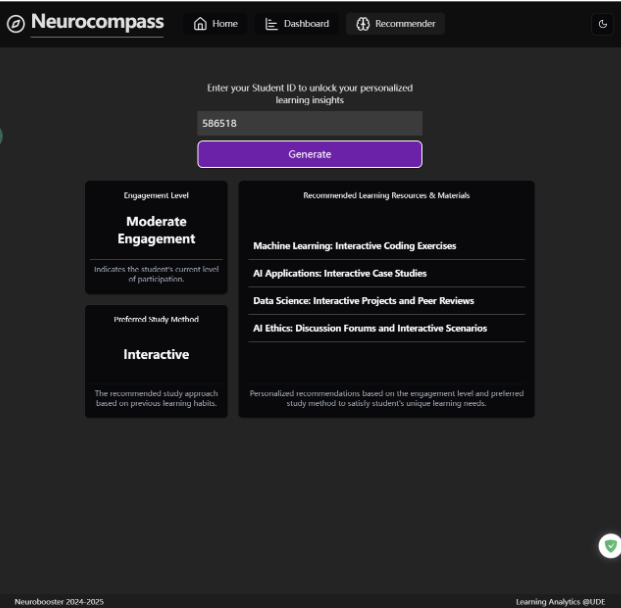 Neurocompass
Home
Dashboard
Recommender
Enter your Student ID to unlock your personalized
learning insights
586518
Generate
Engagement Level
Moderate
Engagement
Indicates the student's current level
of participation.
Preferred Study Method
Interactive
The recommended study approach
based on previous learning habits.
Recommended Learning Resources & Materials
Machine Learning: Interactive Coding Exercises
AI Applications: Interactive Case Studies
Data Science: Interactive Projects and Peer Reviews
AI Ethics: Discussion Forums and Interactive Scenarios
Personalized recommendations based on the engagement level and preferred
study method to satisfy student's unique learning needs.
Neurobooster 2024-2025
Learning Analytics @UDE